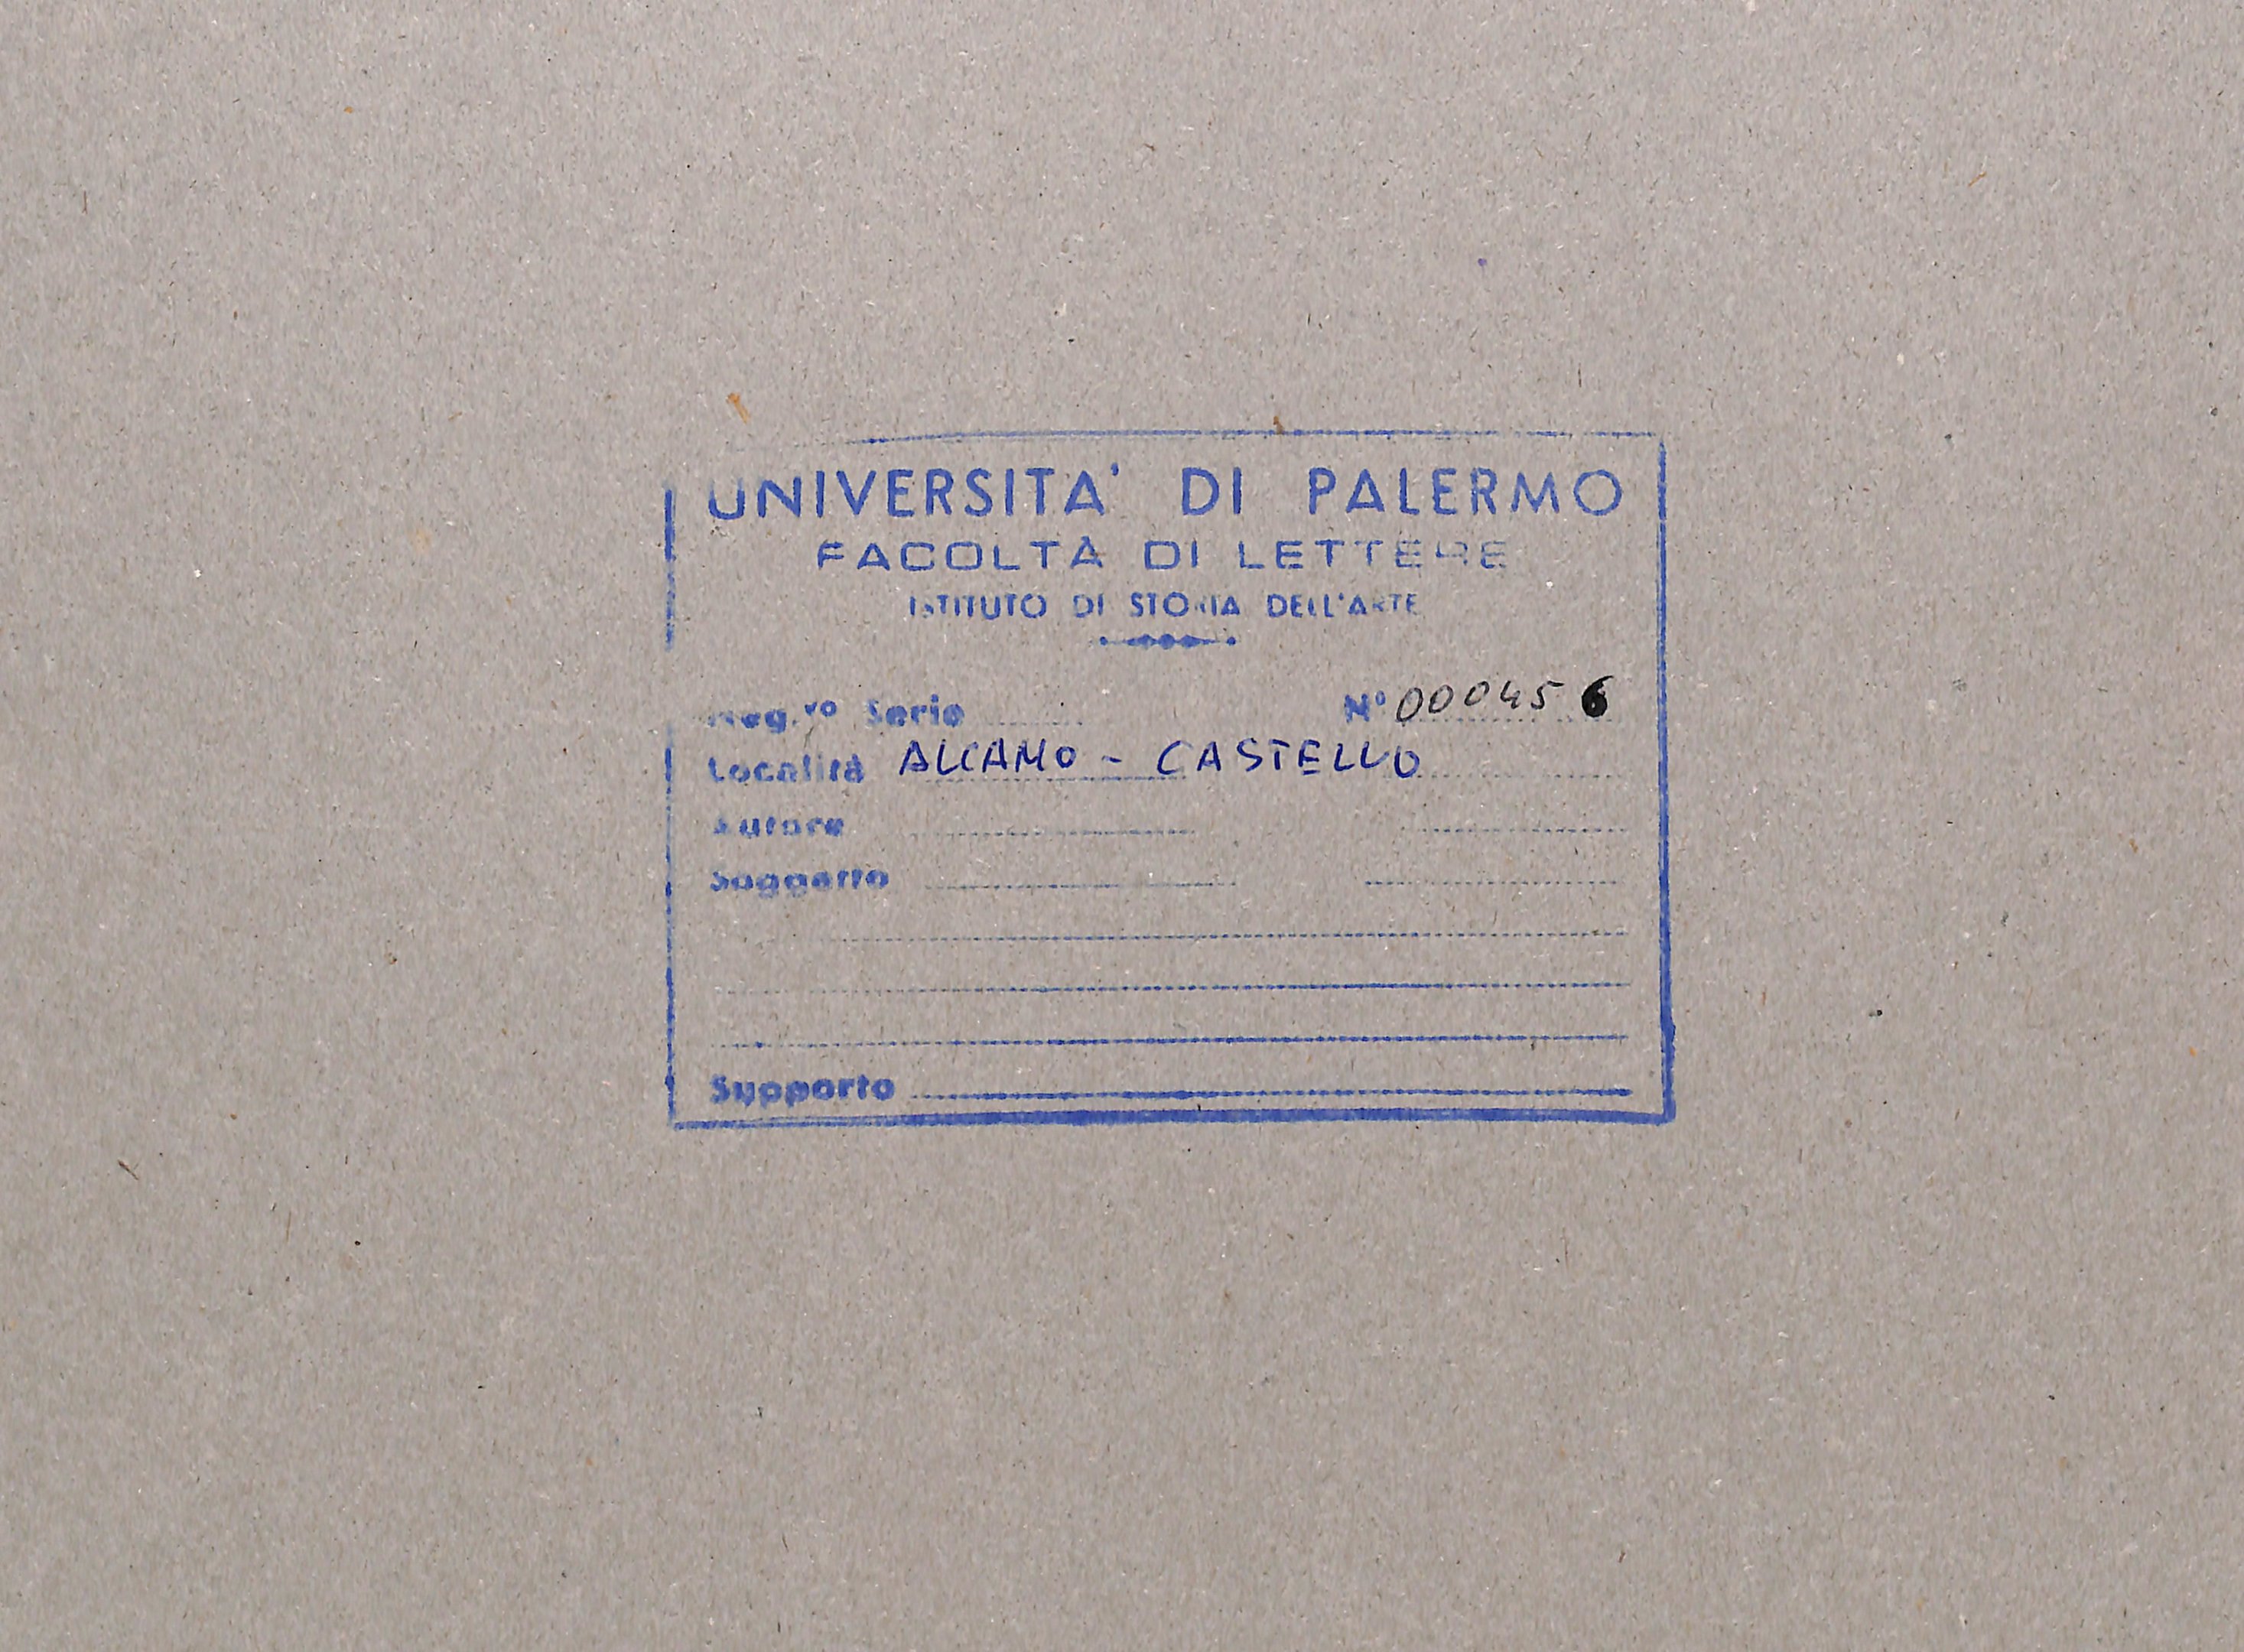 UNIVERSITA' DI PALERMO
FACOLTÀ DI LETTERE
ISTITUTO DI STORIA DELL'ARTE
Neg.vo Serie N° 000456
Località ALCAMO - CASTELLO
Autore
Soggetto
Supporto